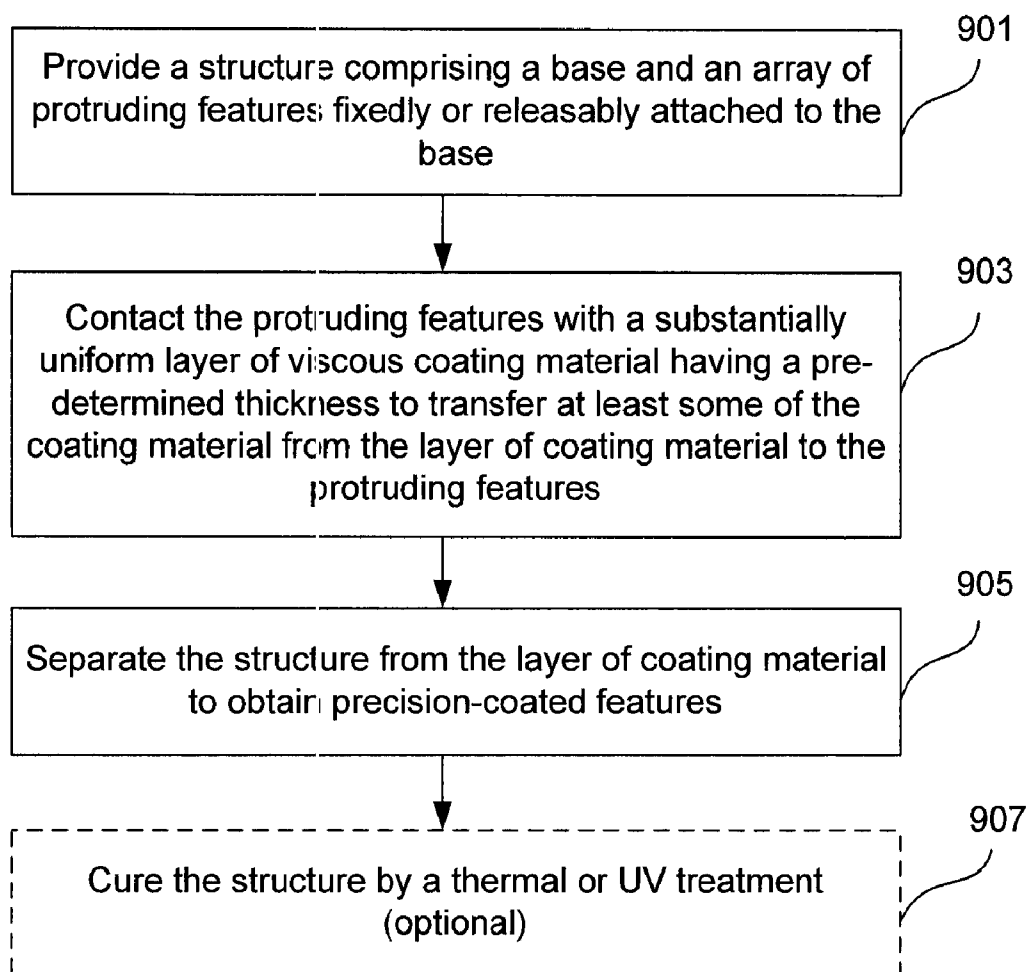 901
Provide a structure comprising a base and an array of
protruding features fixedly or releasably attached to the
base
903
Contact the protruding features with a substantially
uniform layer of viscous coating material having a pre-
determined thickness to transfer at least some of the
coating material from the layer of coating material to the
protruding features
905
Separate the structure from the layer of coating material
to obtain precision-coated features
907
Cure the structure by a thermal or UV treatment
(optional)